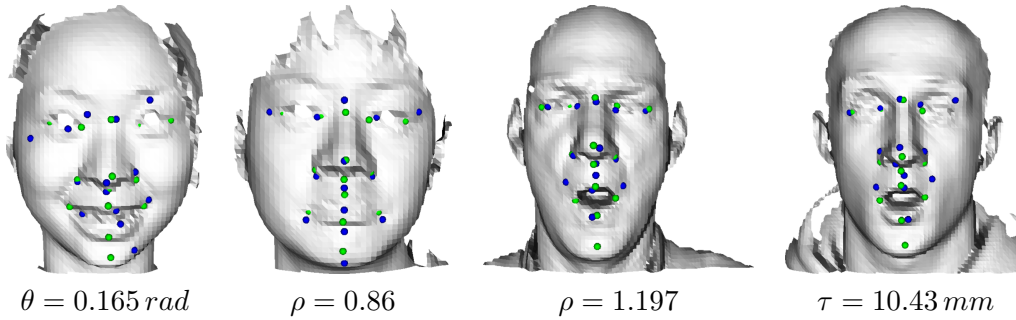 θ = 0.165 rad ρ = 0.86 ρ = 1.197 τ = 10.43 mm